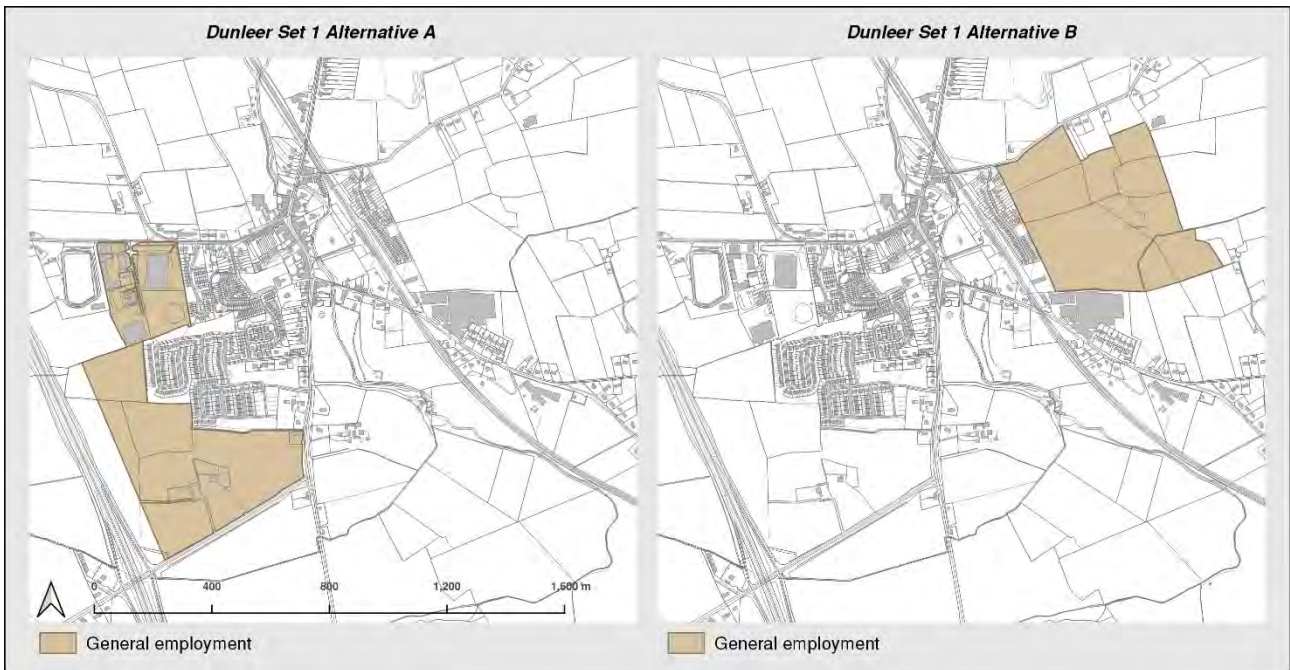 Dunleer Set 1 Alternative A
Dunleer Set 1 Alternative B
0 400 800 1,200 1,600 m
General employment
General employment